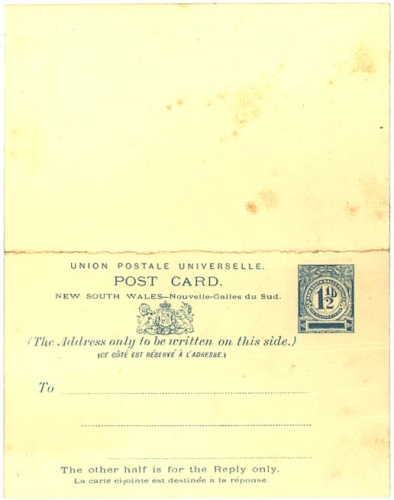 UNION POSTALE UNIVERSELLE.
POST CARD.
NEW SOUTH WALES—Nouvelle-Galles du Sud.
1½
(The Address only to be written on this side.)
(CE CÔTÉ EST RÉSERVÉ À L'ADRESSE.)
To
The other half is for the Reply only.
La carte ci-jointe est destinée à la réponse.